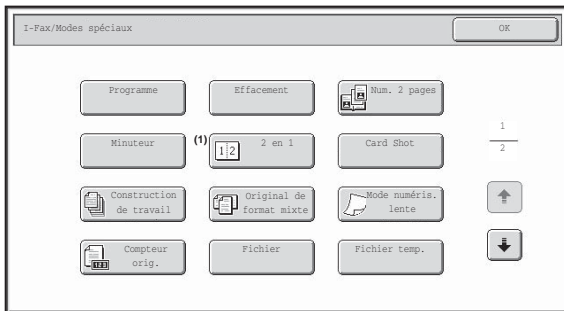 I-Fax/Modes spéciaux
OK
Programme
Effacement
Num. 2 pages
Minuteur
(1)
1 2
2 en 1
Card Shot
1
2
Construction
de travail
Original de
format mixte
Mode numéris.
lente
Compteur
orig.
123
Fichier
Fichier temp.